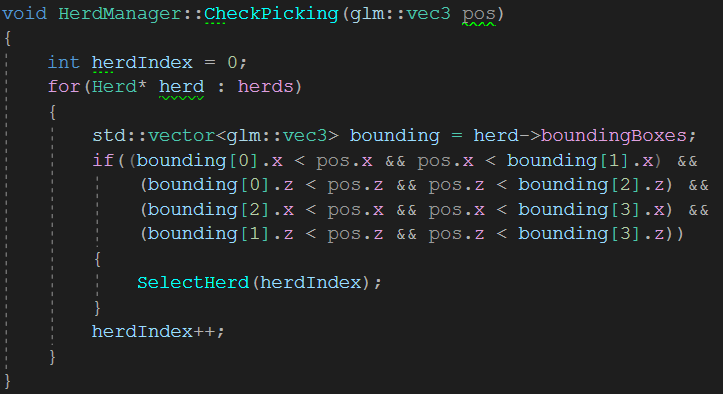 void HerdManager::CheckPicking(glm::vec3 pos)
{
    int herdIndex = 0;
    for(Herd* herd : herds)
    {
        std::vector<glm::vec3> bounding = herd->boundingBoxes;
        if((bounding[0].x < pos.x && pos.x < bounding[1].x) &&
            (bounding[0].z < pos.z && pos.z < bounding[2].z) &&
            (bounding[2].x < pos.x && pos.x < bounding[3].x) &&
            (bounding[1].z < pos.z && pos.z < bounding[3].z))
        {
            SelectHerd(herdIndex);
        }
        herdIndex++;
    }
}